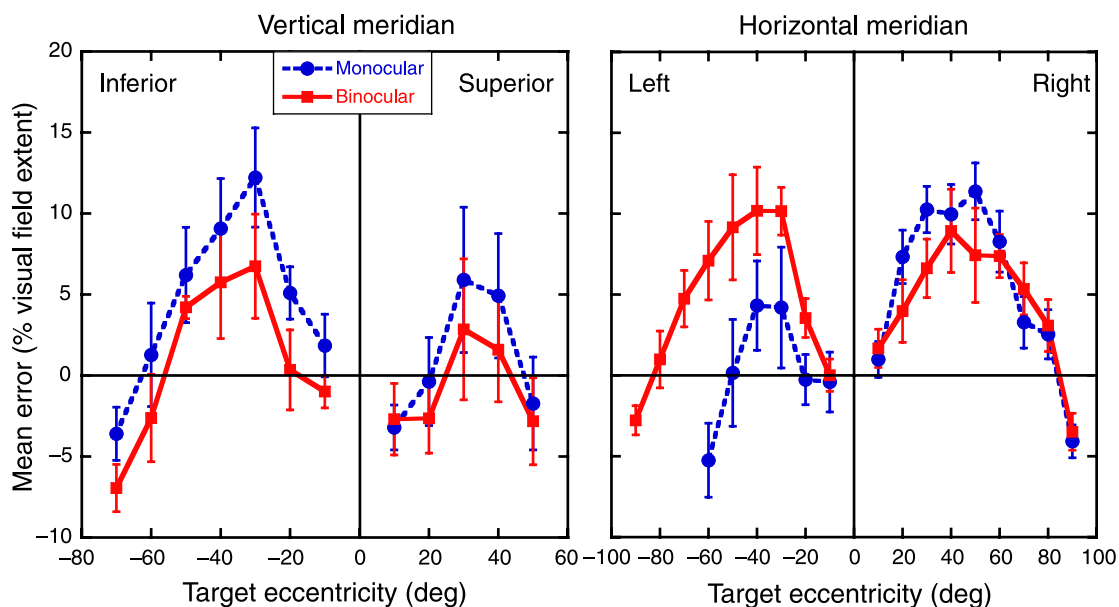 Vertical meridian
Horizontal meridian
Mean error (% visual field extent)
20
15
10
5
0
−5
−10
Inferior
Monocular
Binocular
Superior
Left
Right
−80 −60 −40 −20 0 20 40 60
−100 −80 −60 −40 −20 0 20 40 60 80 100
Target eccentricity (deg)
Target eccentricity (deg)